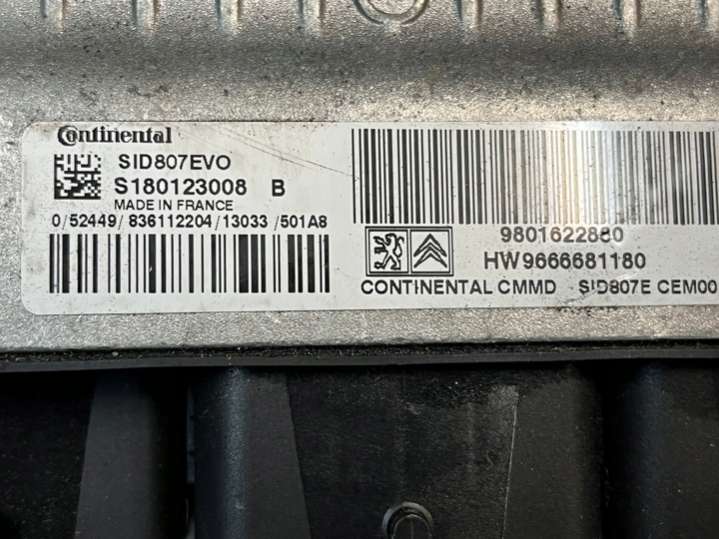 Continental
SID807EVO
S180123008 B
MADE IN FRANCE
0/52449/836112204/13033/501A8
9801622880
HW9666681180
CONTINENTAL CMMD SID807E CEM00